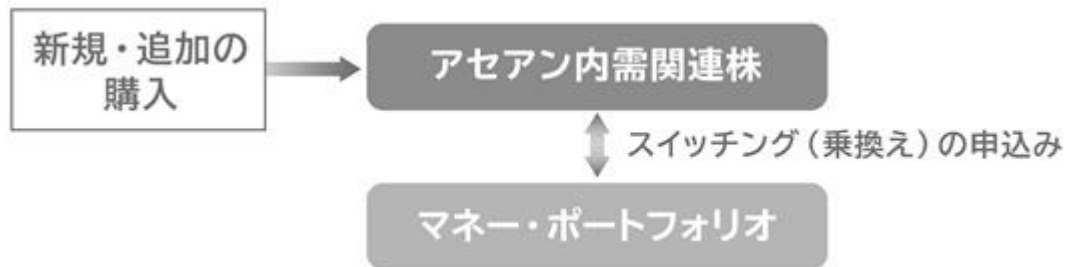 新規・追加の
購入
アセアン内需関連株
スイッチング（乗換え）の申込み
マネー・ポートフォリオ